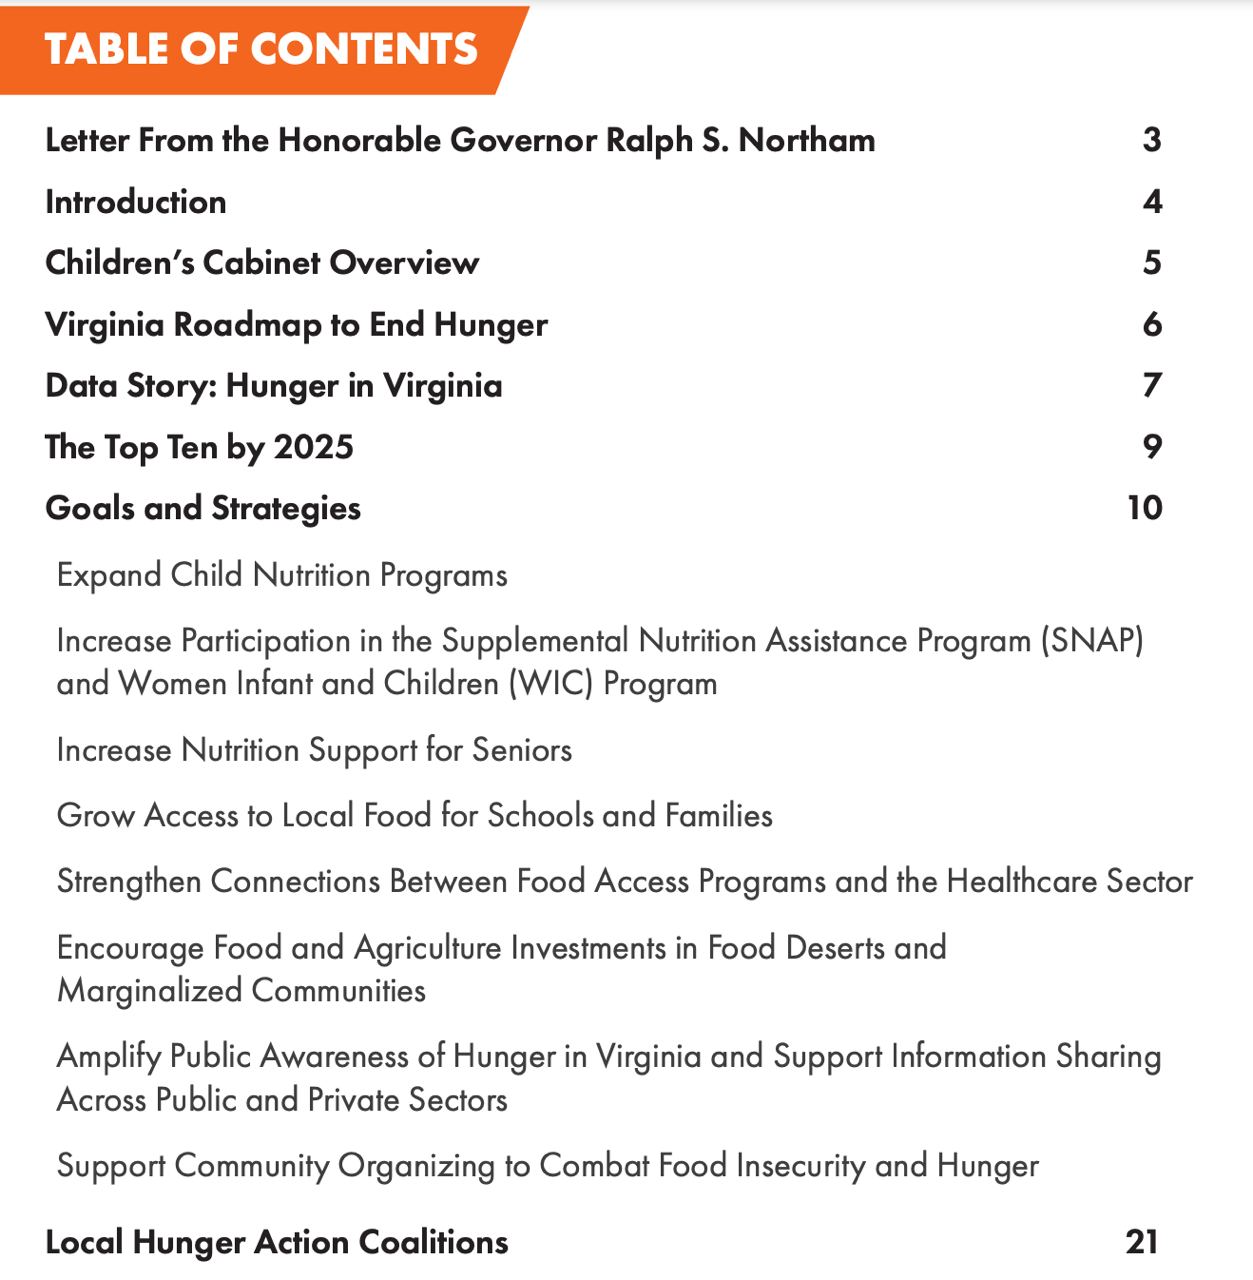 TABLE OF CONTENTS
Letter From the Honorable Governor Ralph S. Northam 3
Introduction 4
Children’s Cabinet Overview 5
Virginia Roadmap to End Hunger 6
Data Story: Hunger in Virginia 7
The Top Ten by 2025 9
Goals and Strategies 10
Expand Child Nutrition Programs
Increase Participation in the Supplemental Nutrition Assistance Program (SNAP)
and Women Infant and Children (WIC) Program
Increase Nutrition Support for Seniors
Grow Access to Local Food for Schools and Families
Strengthen Connections Between Food Access Programs and the Healthcare Sector
Encourage Food and Agriculture Investments in Food Deserts and
Marginalized Communities
Amplify Public Awareness of Hunger in Virginia and Support Information Sharing
Across Public and Private Sectors
Support Community Organizing to Combat Food Insecurity and Hunger
Local Hunger Action Coalitions 21